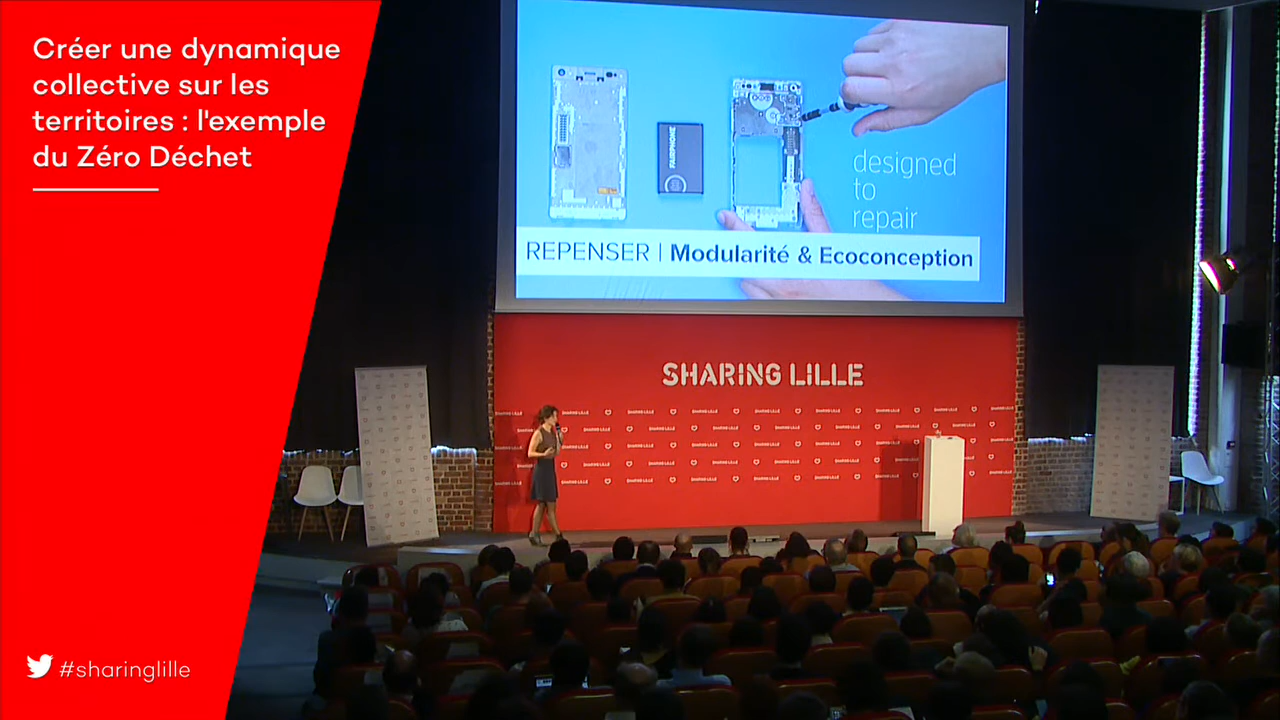 Créer une dynamique
collective sur les
territoires : l'exemple
du Zéro Déchet
FAIRPHONE
designed
to
repair
REPENSER | Modularité & Ecoconception
SHARING LILLE
#sharinglille